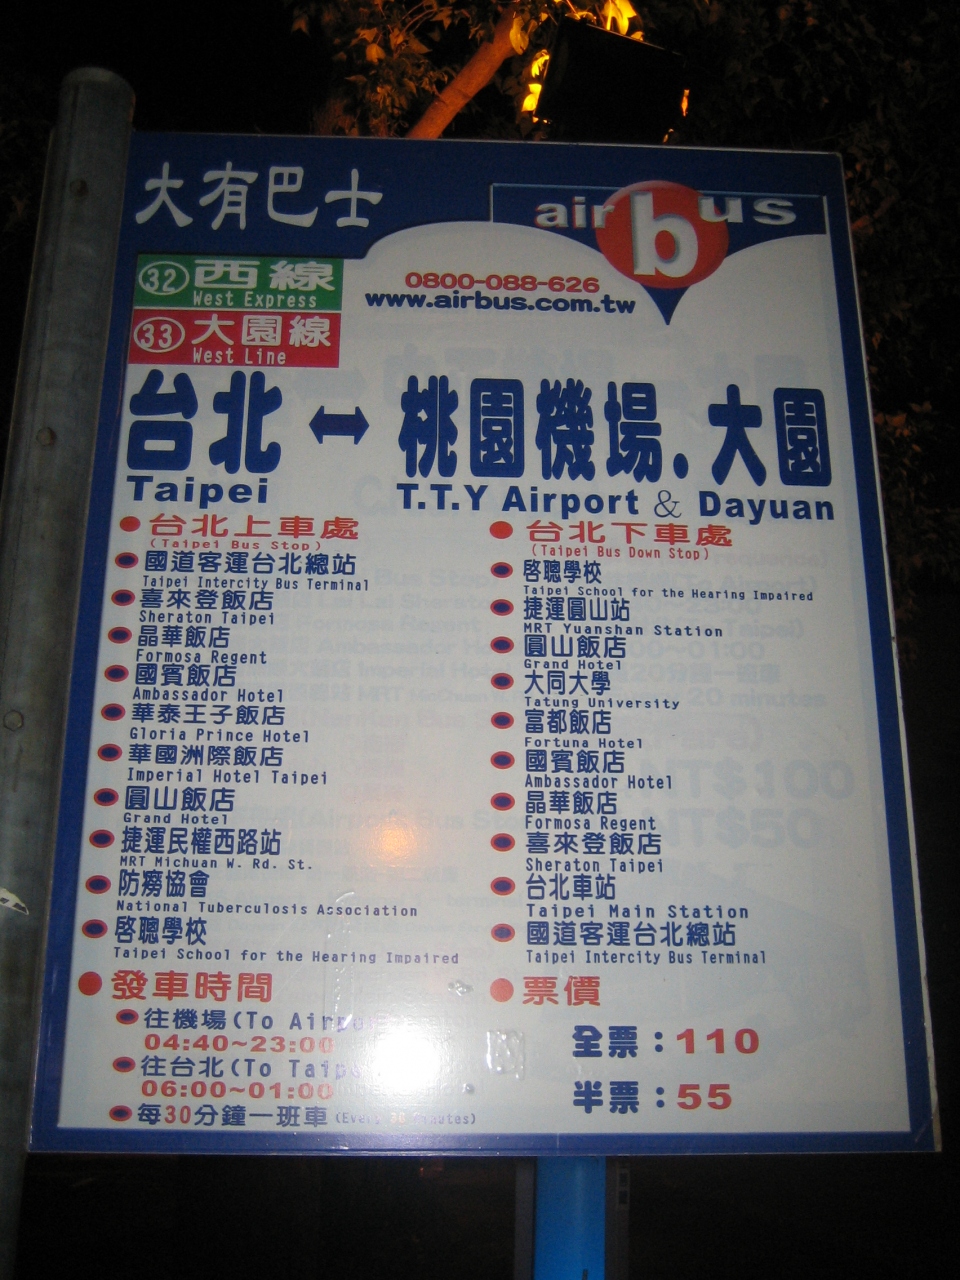 大有巴士
airbus
32 西線
West Express
33 大園線
West Line
0800-088-626
www.airbus.com.tw
台北 ↔ 桃園機場.大園
Taipei T.T.Y Airport & Dayuan
台北上車處
(Taipei Bus Stop)
國道客運台北總站
Taipei Intercity Bus Terminal
喜來登飯店
Sheraton Taipei
晶華飯店
Formosa Regent
國賓飯店
Ambassador Hotel
華泰王子飯店
Gloria Prince Hotel
華國洲際飯店
Imperial Hotel Taipei
圓山飯店
Grand Hotel
捷運民權西路站
MRT Michuan W. Rd. St.
防癆協會
National Tuberculosis Association
啓聰學校
Taipei School for the Hearing Impaired
發車時間
往機場(To Airpo
04:40~23:00
往台北(To Taipe
06:00~01:00
每30分鐘一班車(Every 30 minutes)
台北下車處
(Taipei Bus Down Stop)
啓聰學校
Taipei School for the Hearing Impaired
捷運圓山站
MRT Yuanshan Station
圓山飯店
Grand Hotel
大同大學
Tatung University
富都飯店
Fortuna Hotel
國賓飯店
Ambassador Hotel
晶華飯店
Formosa Regent
喜來登飯店
Sheraton Taipei
台北車站
Taipei Main Station
國道客運台北總站
Taipei Intercity Bus Terminal
票價
全票：110
半票：55